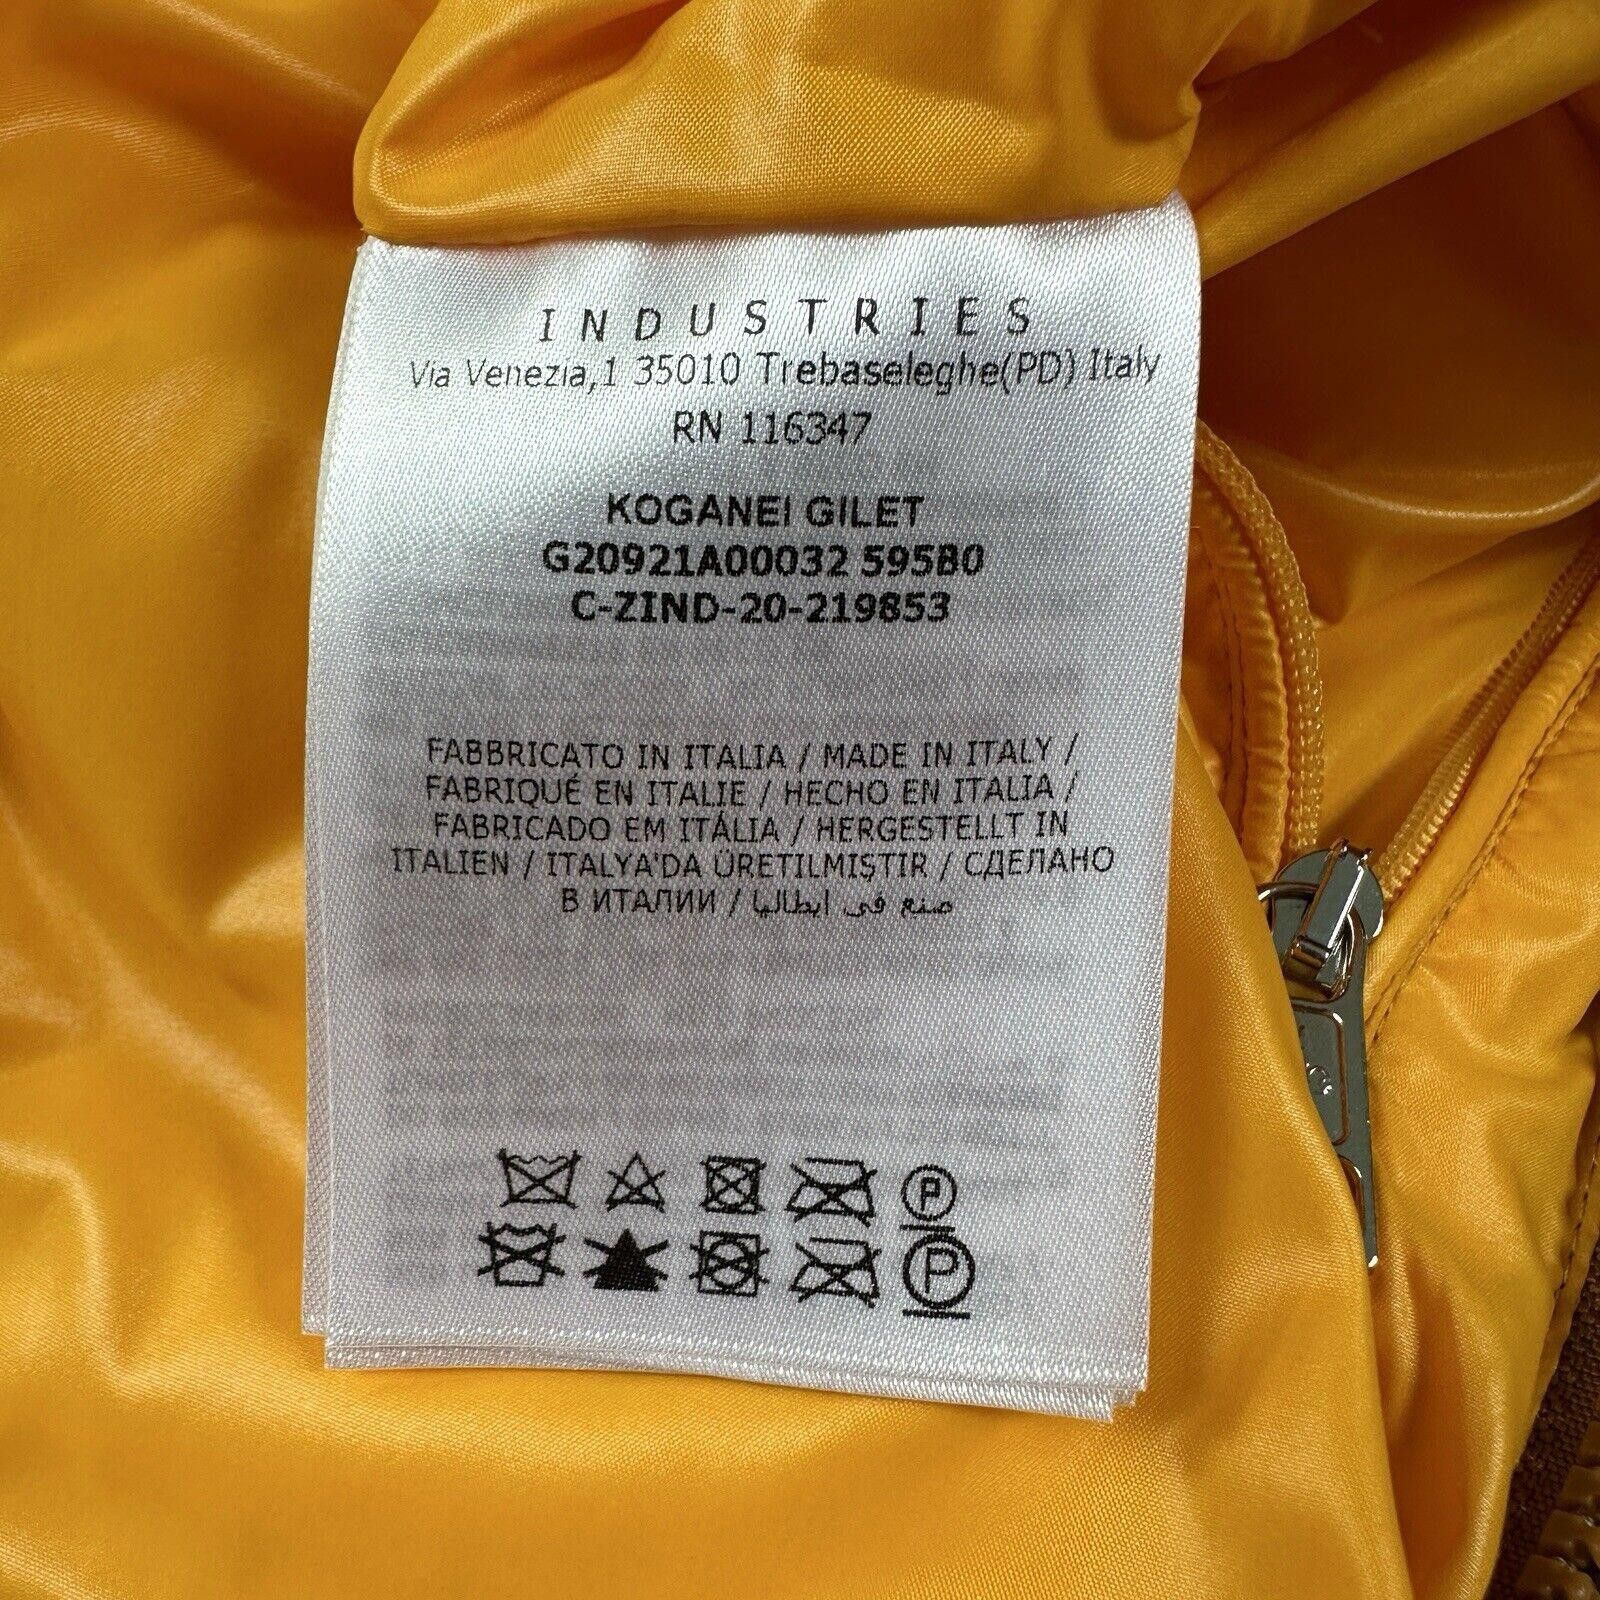 INDUSTRIES
Via Venezia,1 35010 Trebaseleghe(PD) Italy
RN 116347
KOGANEI GILET
G20921A00032 595B0
C-ZIND-20-219853
FABBRICATO IN ITALIA / MADE IN ITALY /
FABRIQUÉ EN ITALIE / HECHO EN ITALIA /
FABRICADO EM ITÁLIA / HERGESTELLT IN
ITALIEN / ITALYA'DA ÜRETILMIŞTIR / СДЕЛАНО
В ИТАЛИИ / صنع في ايطاليا
P
P